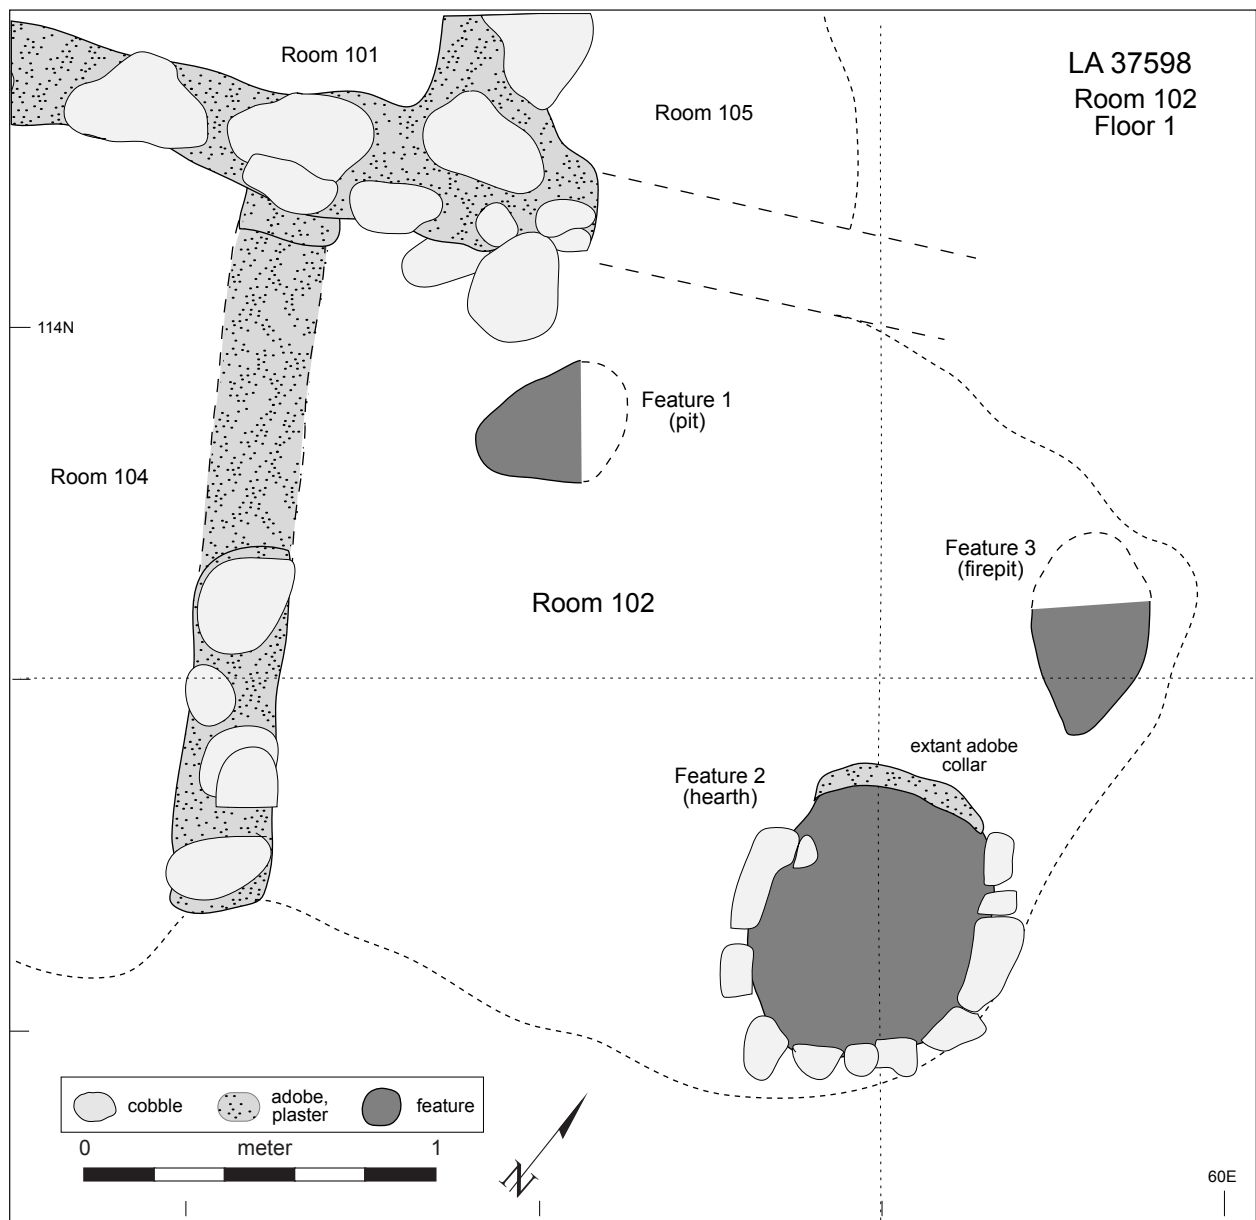 Room 101
LA 37598
Room 102
Floor 1
Room 105
114N
Feature 1
(pit)
Room 104
Feature 3
(firepit)
Room 102
extant adobe
collar
Feature 2
(hearth)
cobble
adobe,
plaster
feature
0 meter 1
N
60E